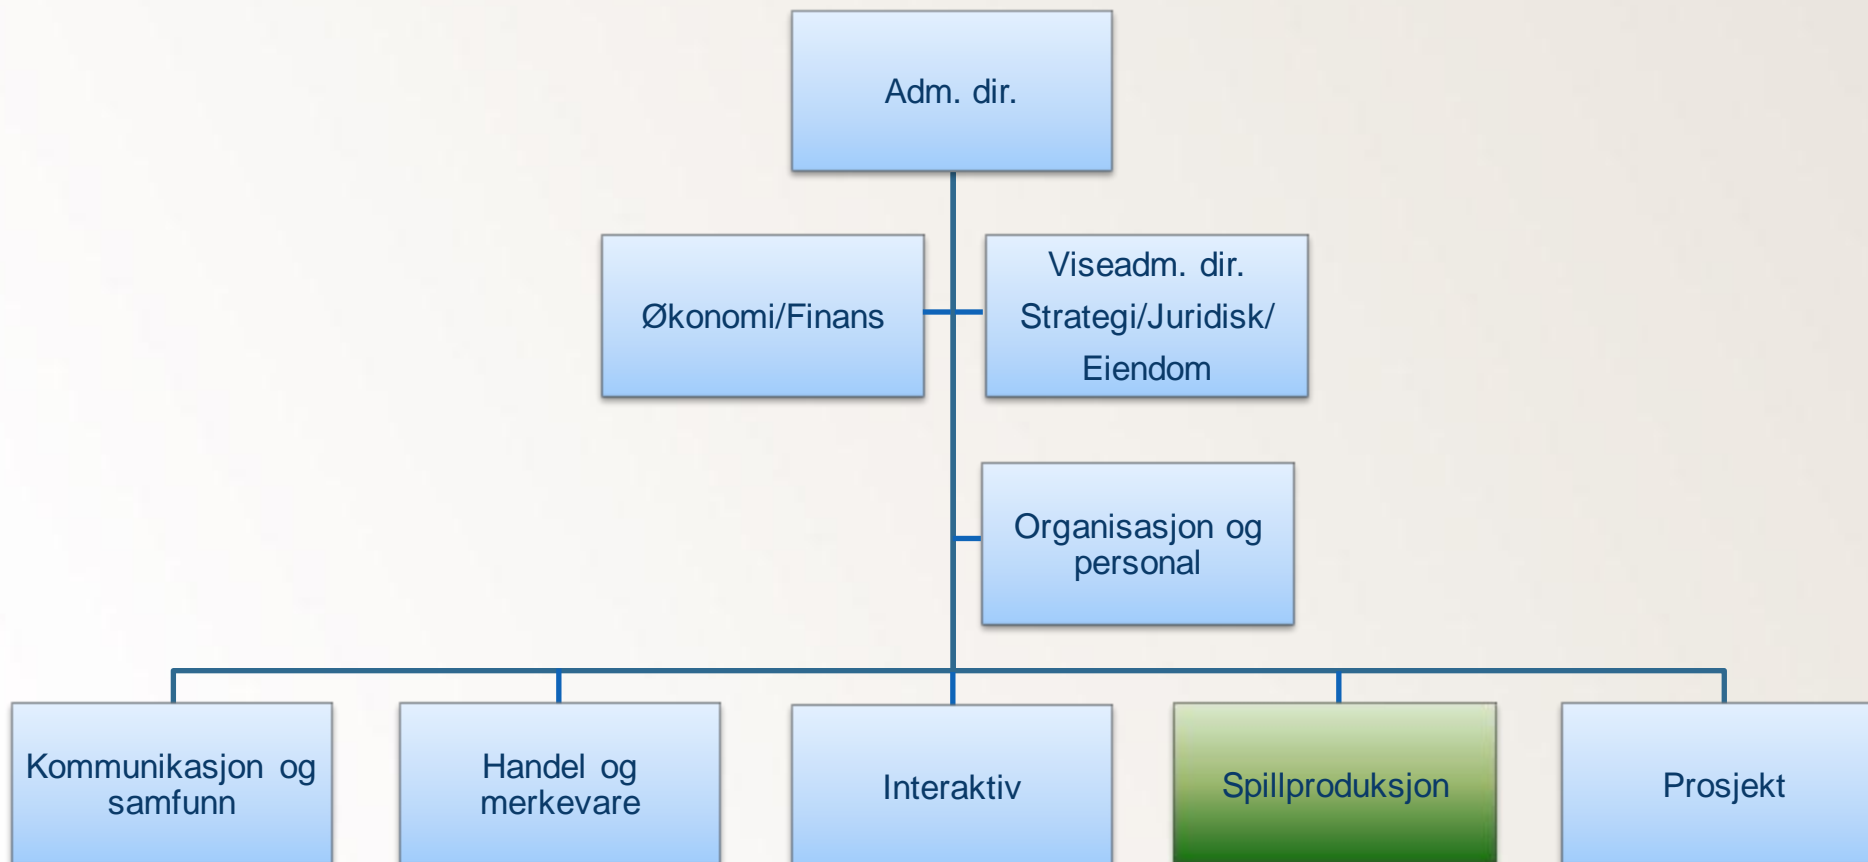 Adm. dir.
Økonomi/Finans
Viseadm. dir.
Strategi/Juridisk/
Eiendom
Organisasjon og
personal
Kommunikasjon og
samfunn
Handel og
merkevare
Interaktiv
Spillproduksjon
Prosjekt